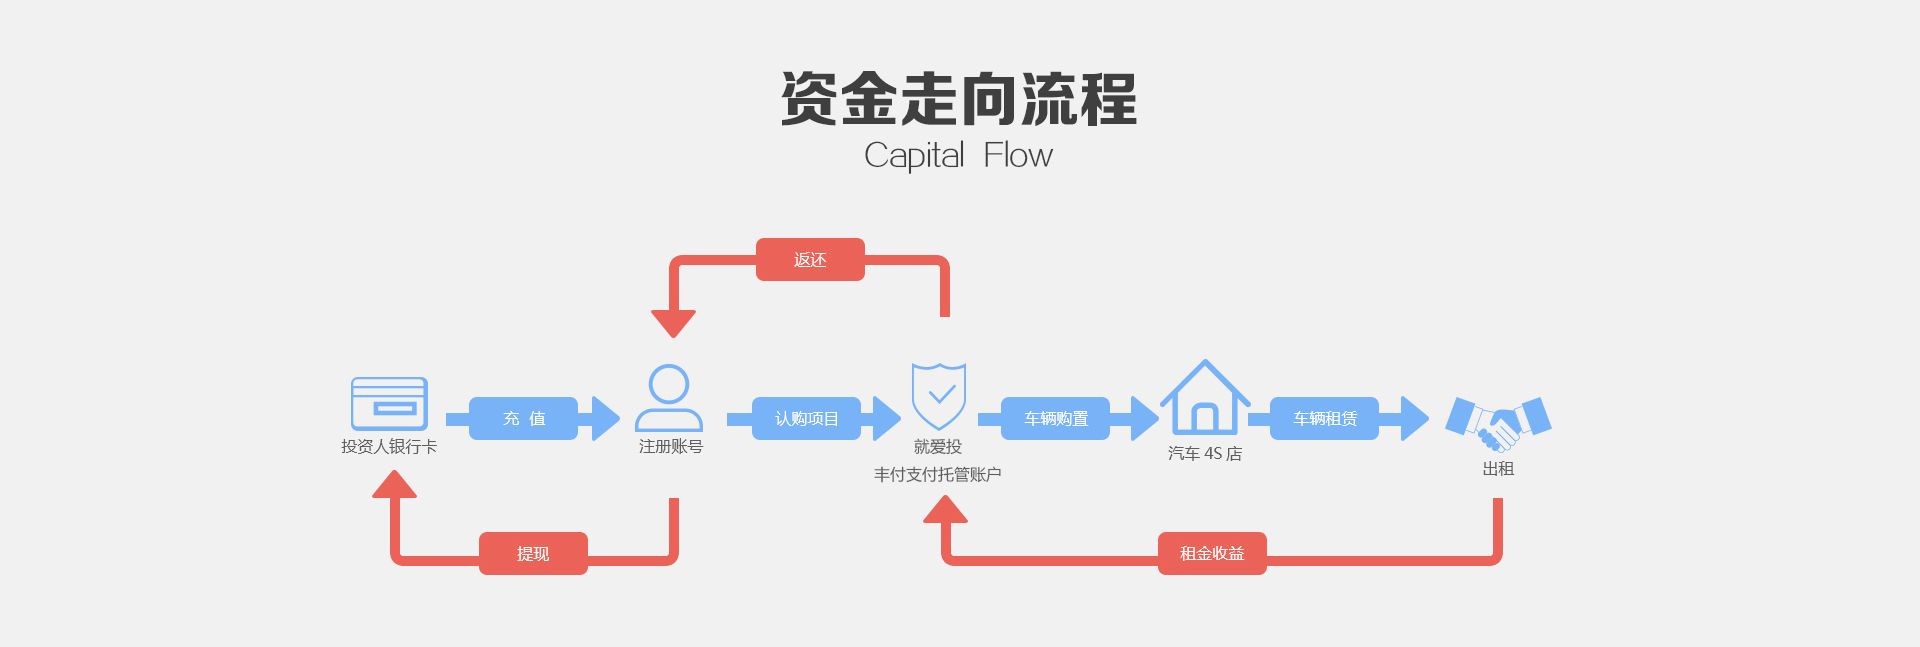 资金走向流程
Capital Flow
返还
充 值
认购项目
车辆购置
车辆租赁
投资人银行卡
注册账号
就爱投
丰付支付托管账户
汽车 4S 店
出租
提现
租金收益